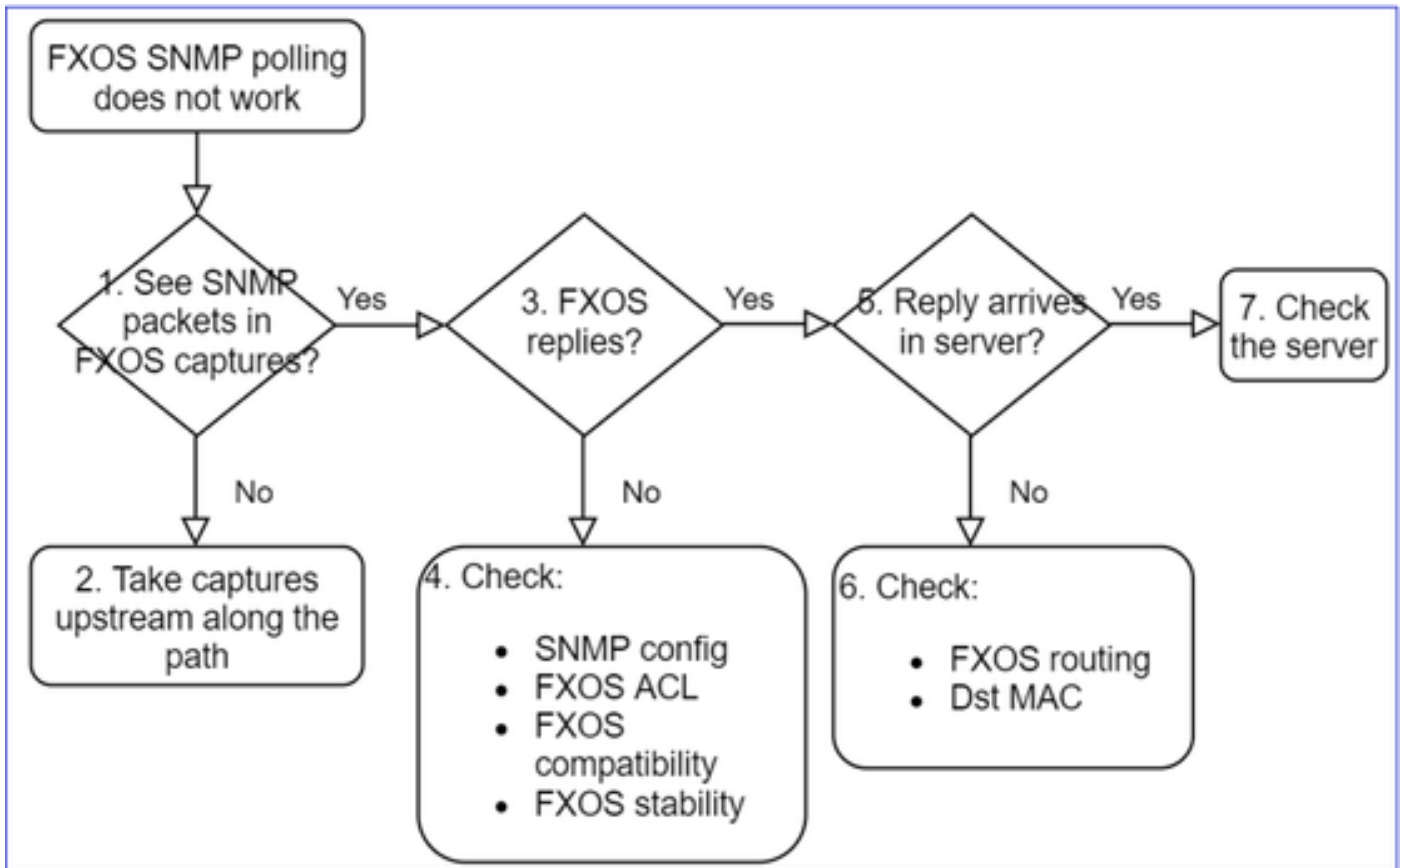 FXOS SNMP polling
does not work
1. See SNMP
packets in
FXOS captures?
Yes
3. FXOS
replies?
Yes
5. Reply arrives
in server?
Yes
7. Check
the server
No
No
No
2. Take captures
upstream along the
path
4. Check:
• SNMP config
• FXOS ACL
• FXOS
compatibility
• FXOS stability
6. Check:
• FXOS routing
• Dst MAC